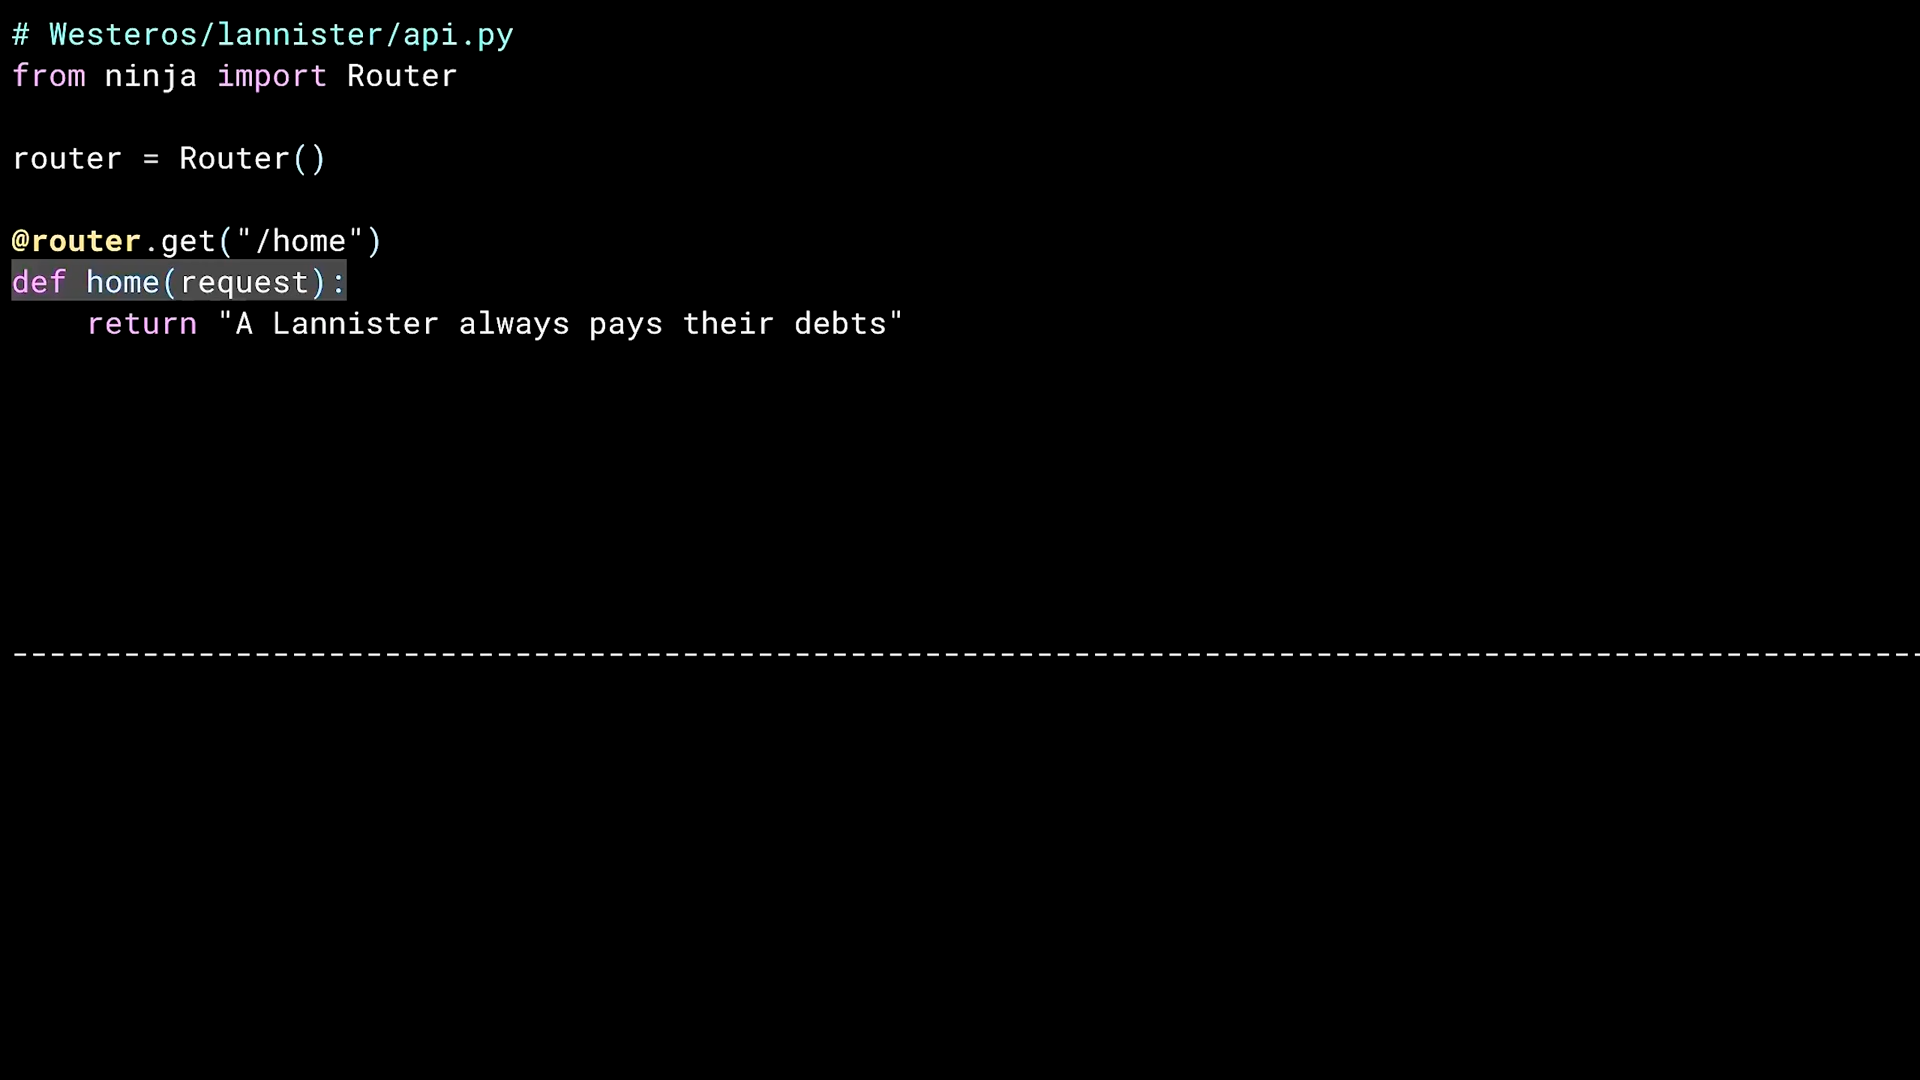 # Westeros/lannister/api.py
from ninja import Router
router = Router()
@router.get("/home")
def home(request):
    return "A Lannister always pays their debts"
-------------------------------------------------------------------------------------------------------